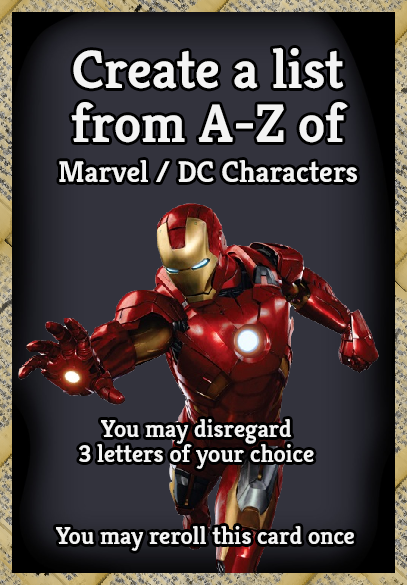 Create a list
from A-Z of
Marvel / DC Characters
You may disregard
3 letters of your choice
You may reroll this card once